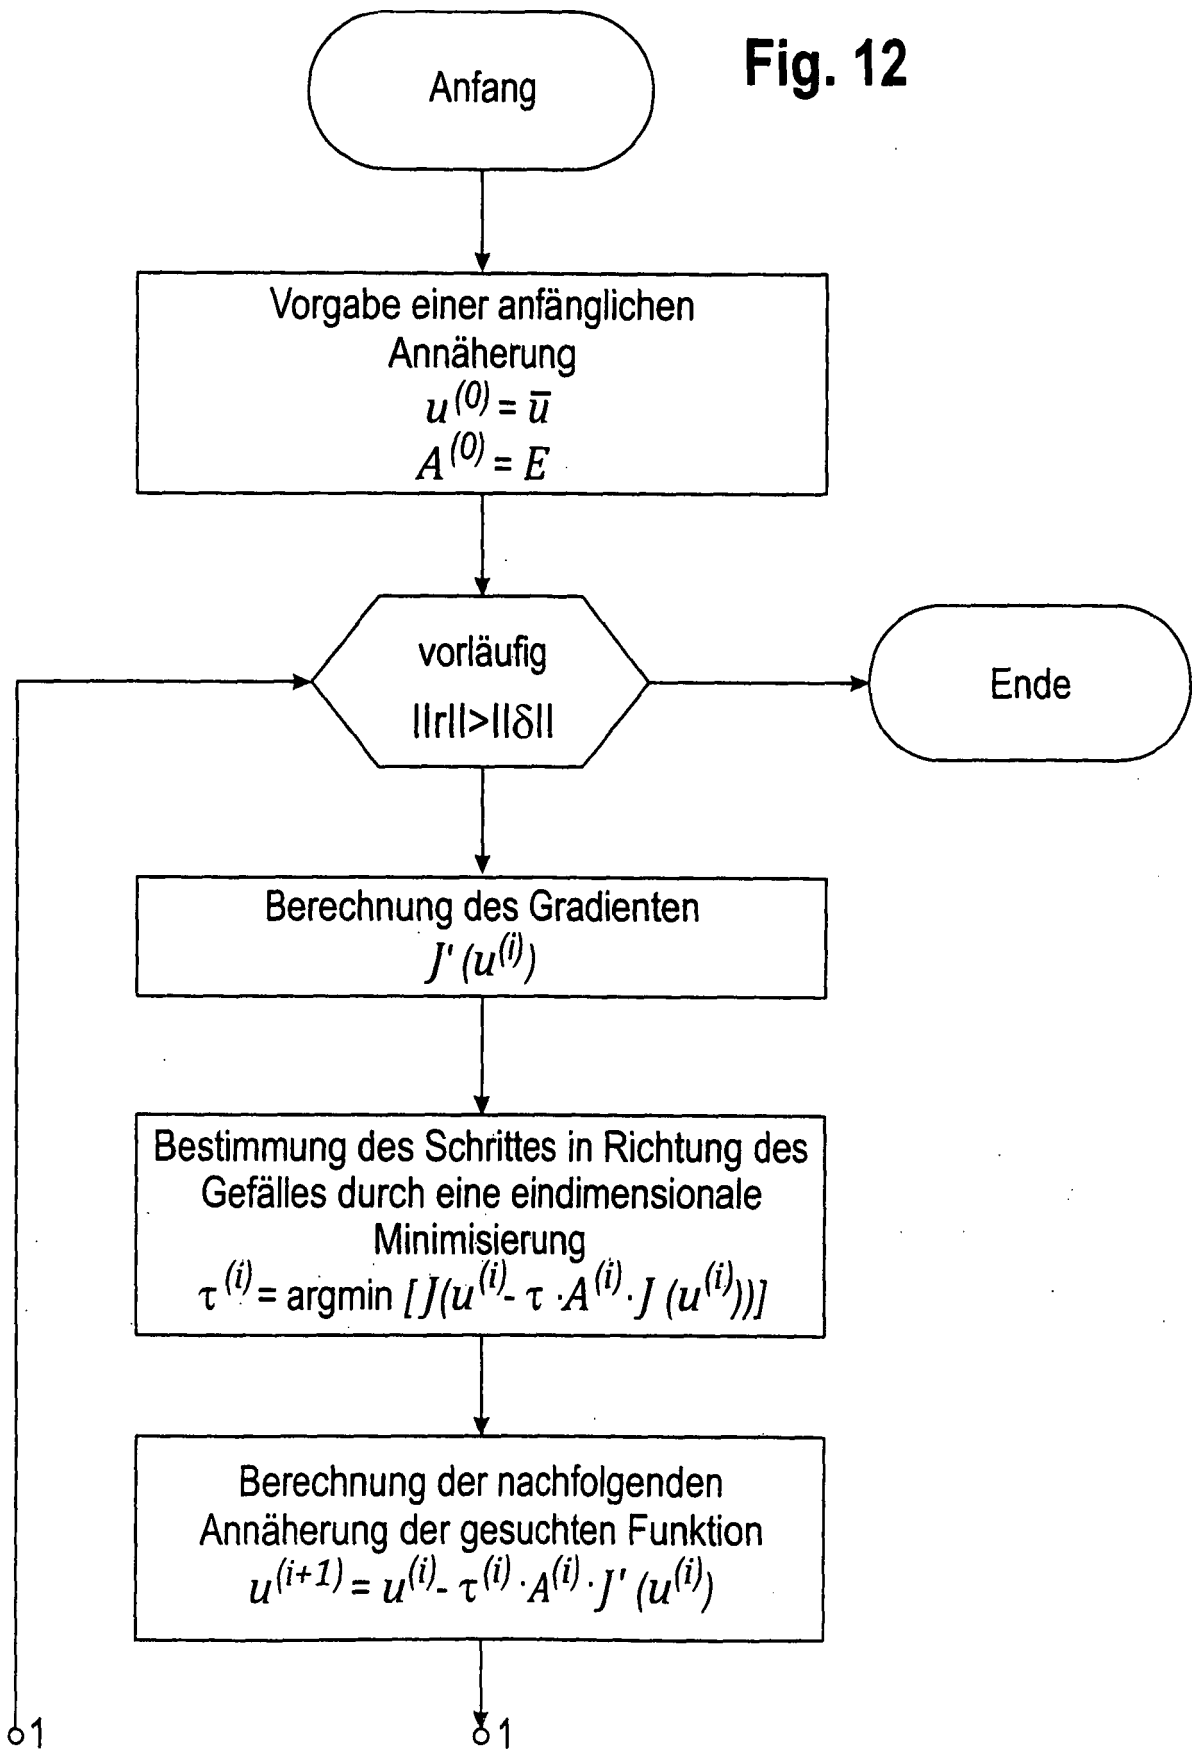 Fig. 12
Anfang
Vorgabe einer anfänglichen
Annäherung
u⁽⁰⁾ = ū
A⁽⁰⁾ = E
vorläufig
||r||>||δ||
Ende
Berechnung des Gradienten
J' (u⁽ⁱ⁾)
Bestimmung des Schrittes in Richtung des
Gefälles durch eine eindimensionale
Minimisierung
τ⁽ⁱ⁾ = argmin [J(u⁽ⁱ⁾- τ ·A⁽ⁱ⁾·J (u⁽ⁱ⁾))]
Berechnung der nachfolgenden
Annäherung der gesuchten Funktion
u⁽ⁱ⁺¹⁾ = u⁽ⁱ⁾- τ⁽ⁱ⁾·A⁽ⁱ⁾·J' (u⁽ⁱ⁾)
1
1